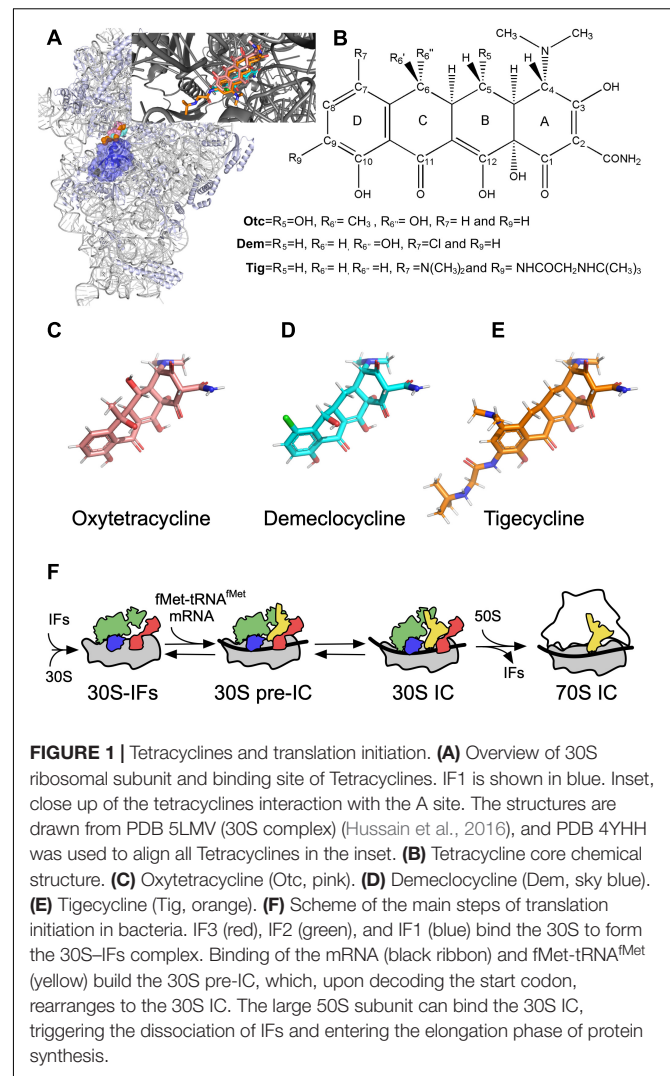 A
B
CH₃
CH₃
N
R₇
R₆' R₆''
H
R₅
H
H
H
H
C₇
C₆
C₅
C₄
OH
C₈
D
C
B
A
C₃
C₉
C₁₀
C₁₁
C₁₂
C₁
C₂
R₉
OH
O
OH
OH
O
CONH₂
Otc=R₅=OH, R₆'= CH₃ , R₆''= OH, R₇= H and R₉=H
Dem=R₅=H, R₆'= H, R₆''=OH, R₇=Cl and R₉=H
Tig=R₅=H, R₆'= H, R₆''=H, R₇=N(CH₃)₂and R₉= NHCOCH₂NHC(CH₃)₃
C
D
E
Oxytetracycline
Demeclocycline
Tigecycline
F
IFs
30S
fMet-tRNA^fMet
mRNA
50S
IFs
30S-IFs
30S pre-IC
30S IC
70S IC
FIGURE 1 | Tetracyclines and translation initiation. (A) Overview of 30S
ribosomal subunit and binding site of Tetracyclines. IF1 is shown in blue. Inset,
close up of the tetracyclines interaction with the A site. The structures are
drawn from PDB 5LMV (30S complex) (Hussain et al., 2016), and PDB 4YHH
was used to align all Tetracyclines in the inset. (B) Tetracycline core chemical
structure. (C) Oxytetracycline (Otc, pink). (D) Demeclocycline (Dem, sky blue).
(E) Tigecycline (Tig, orange). (F) Scheme of the main steps of translation
initiation in bacteria. IF3 (red), IF2 (green), and IF1 (blue) bind the 30S to form
the 30S–IFs complex. Binding of the mRNA (black ribbon) and fMet-tRNA^fMet
(yellow) build the 30S pre-IC, which, upon decoding the start codon,
rearranges to the 30S IC. The large 50S subunit can bind the 30S IC,
triggering the dissociation of IFs and entering the elongation phase of protein
synthesis.